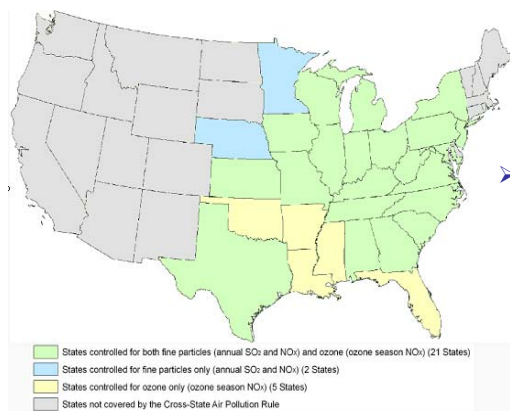 States controlled for both fine particles (annual SO₂ and NOx) and ozone (ozone season NOx) (21 States)
States controlled for fine particles only (annual SO₂ and NOx) (2 States)
States controlled for ozone only (ozone season NOx) (5 States)
States not covered by the Cross-State Air Pollution Rule